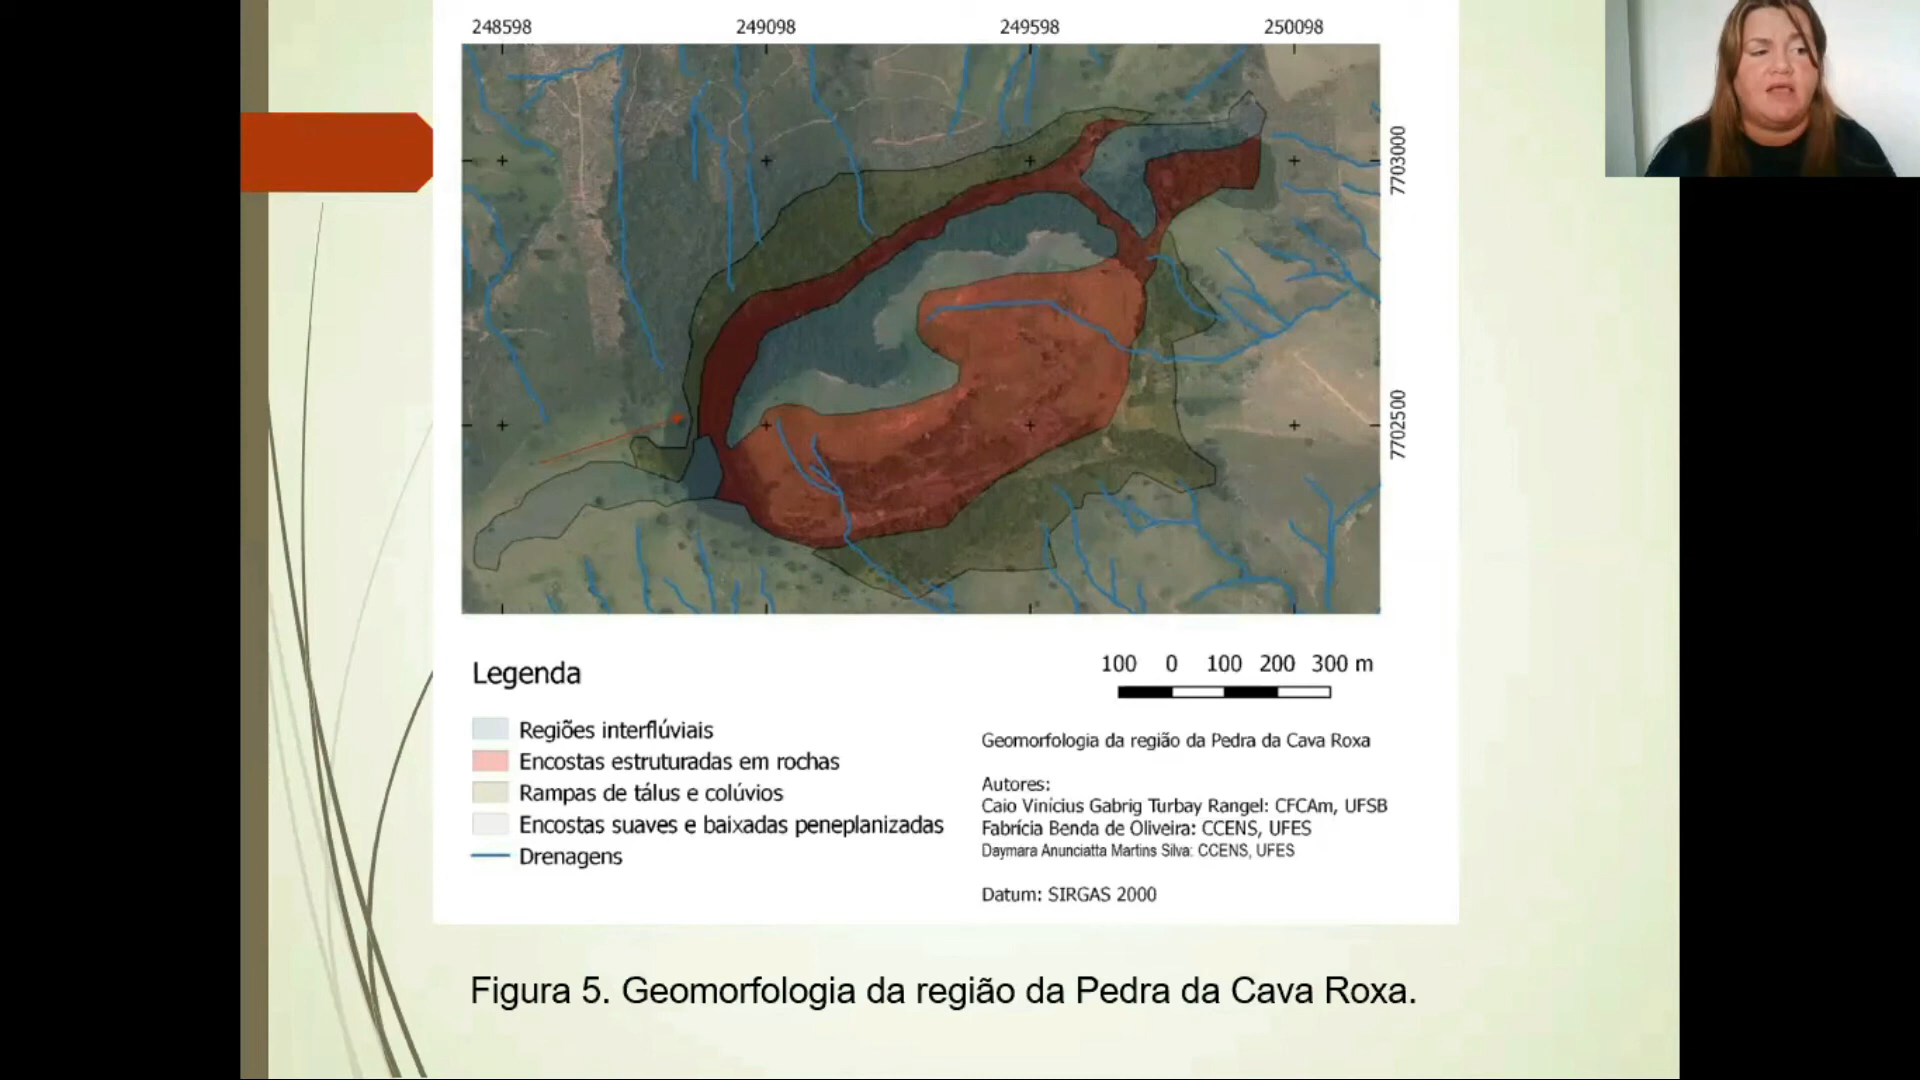 248598 249098 249598 250098
7703000
7702500
Legenda
100 0 100 200 300 m
Regiões interflúviais
Encostas estruturadas em rochas
Rampas de tálus e colúvios
Encostas suaves e baixadas peneplanizadas
Drenagens
Geomorfologia da região da Pedra da Cava Roxa
Autores:
Caio Vinícius Gabrig Turbay Rangel: CFCAm, UFSB
Fabrícia Benda de Oliveira: CCENS, UFES
Daymara Anunciatta Martins Silva: CCENS, UFES
Datum: SIRGAS 2000
Figura 5. Geomorfologia da região da Pedra da Cava Roxa.